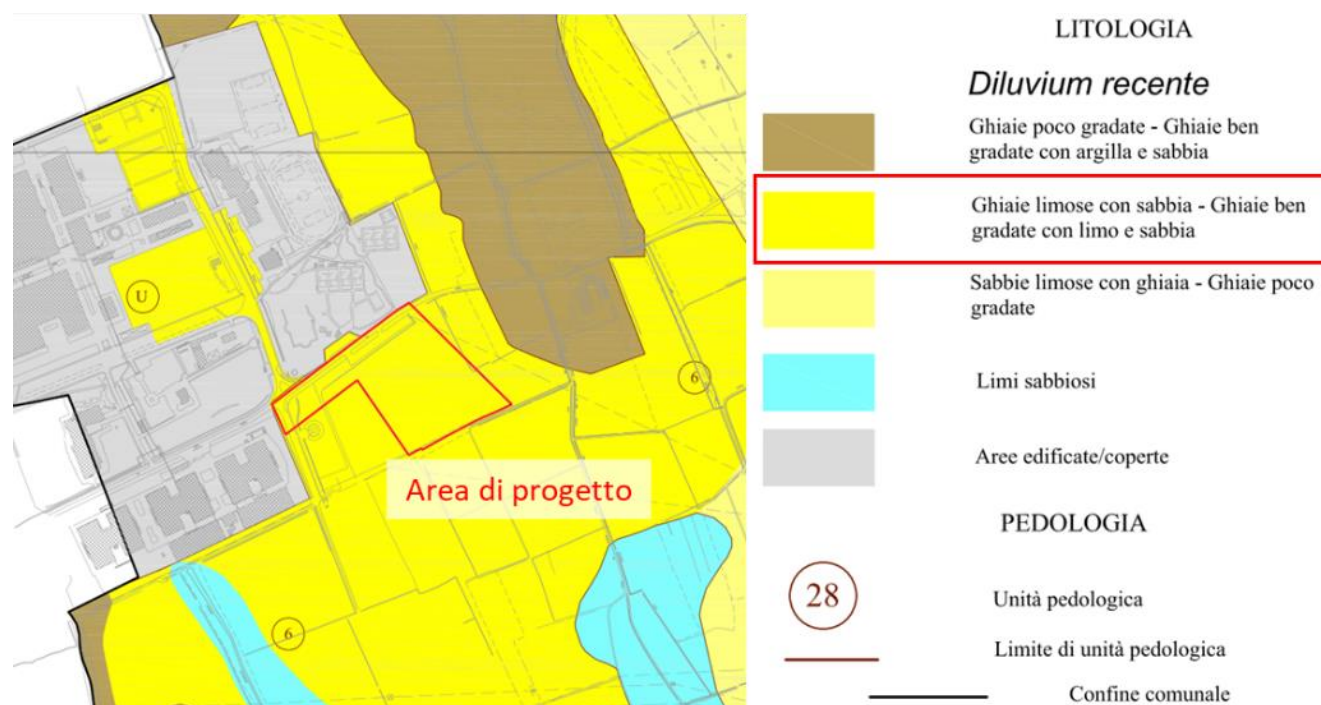 U
6
Area di progetto
6
LITOLOGIA
Diluvium recente
Ghiaie poco gradate - Ghiaie ben
gradate con argilla e sabbia
Ghiaie limose con sabbia - Ghiaie ben
gradate con limo e sabbia
Sabbie limose con ghiaia - Ghiaie poco
gradate
Limi sabbiosi
Aree edificate/coperte
PEDOLOGIA
28
Unità pedologica
Limite di unità pedologica
Confine comunale